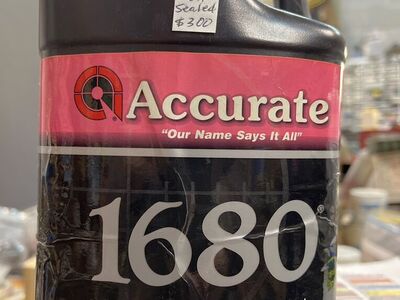 Sealed
$300
Accurate
"Our Name Says It All"
1680